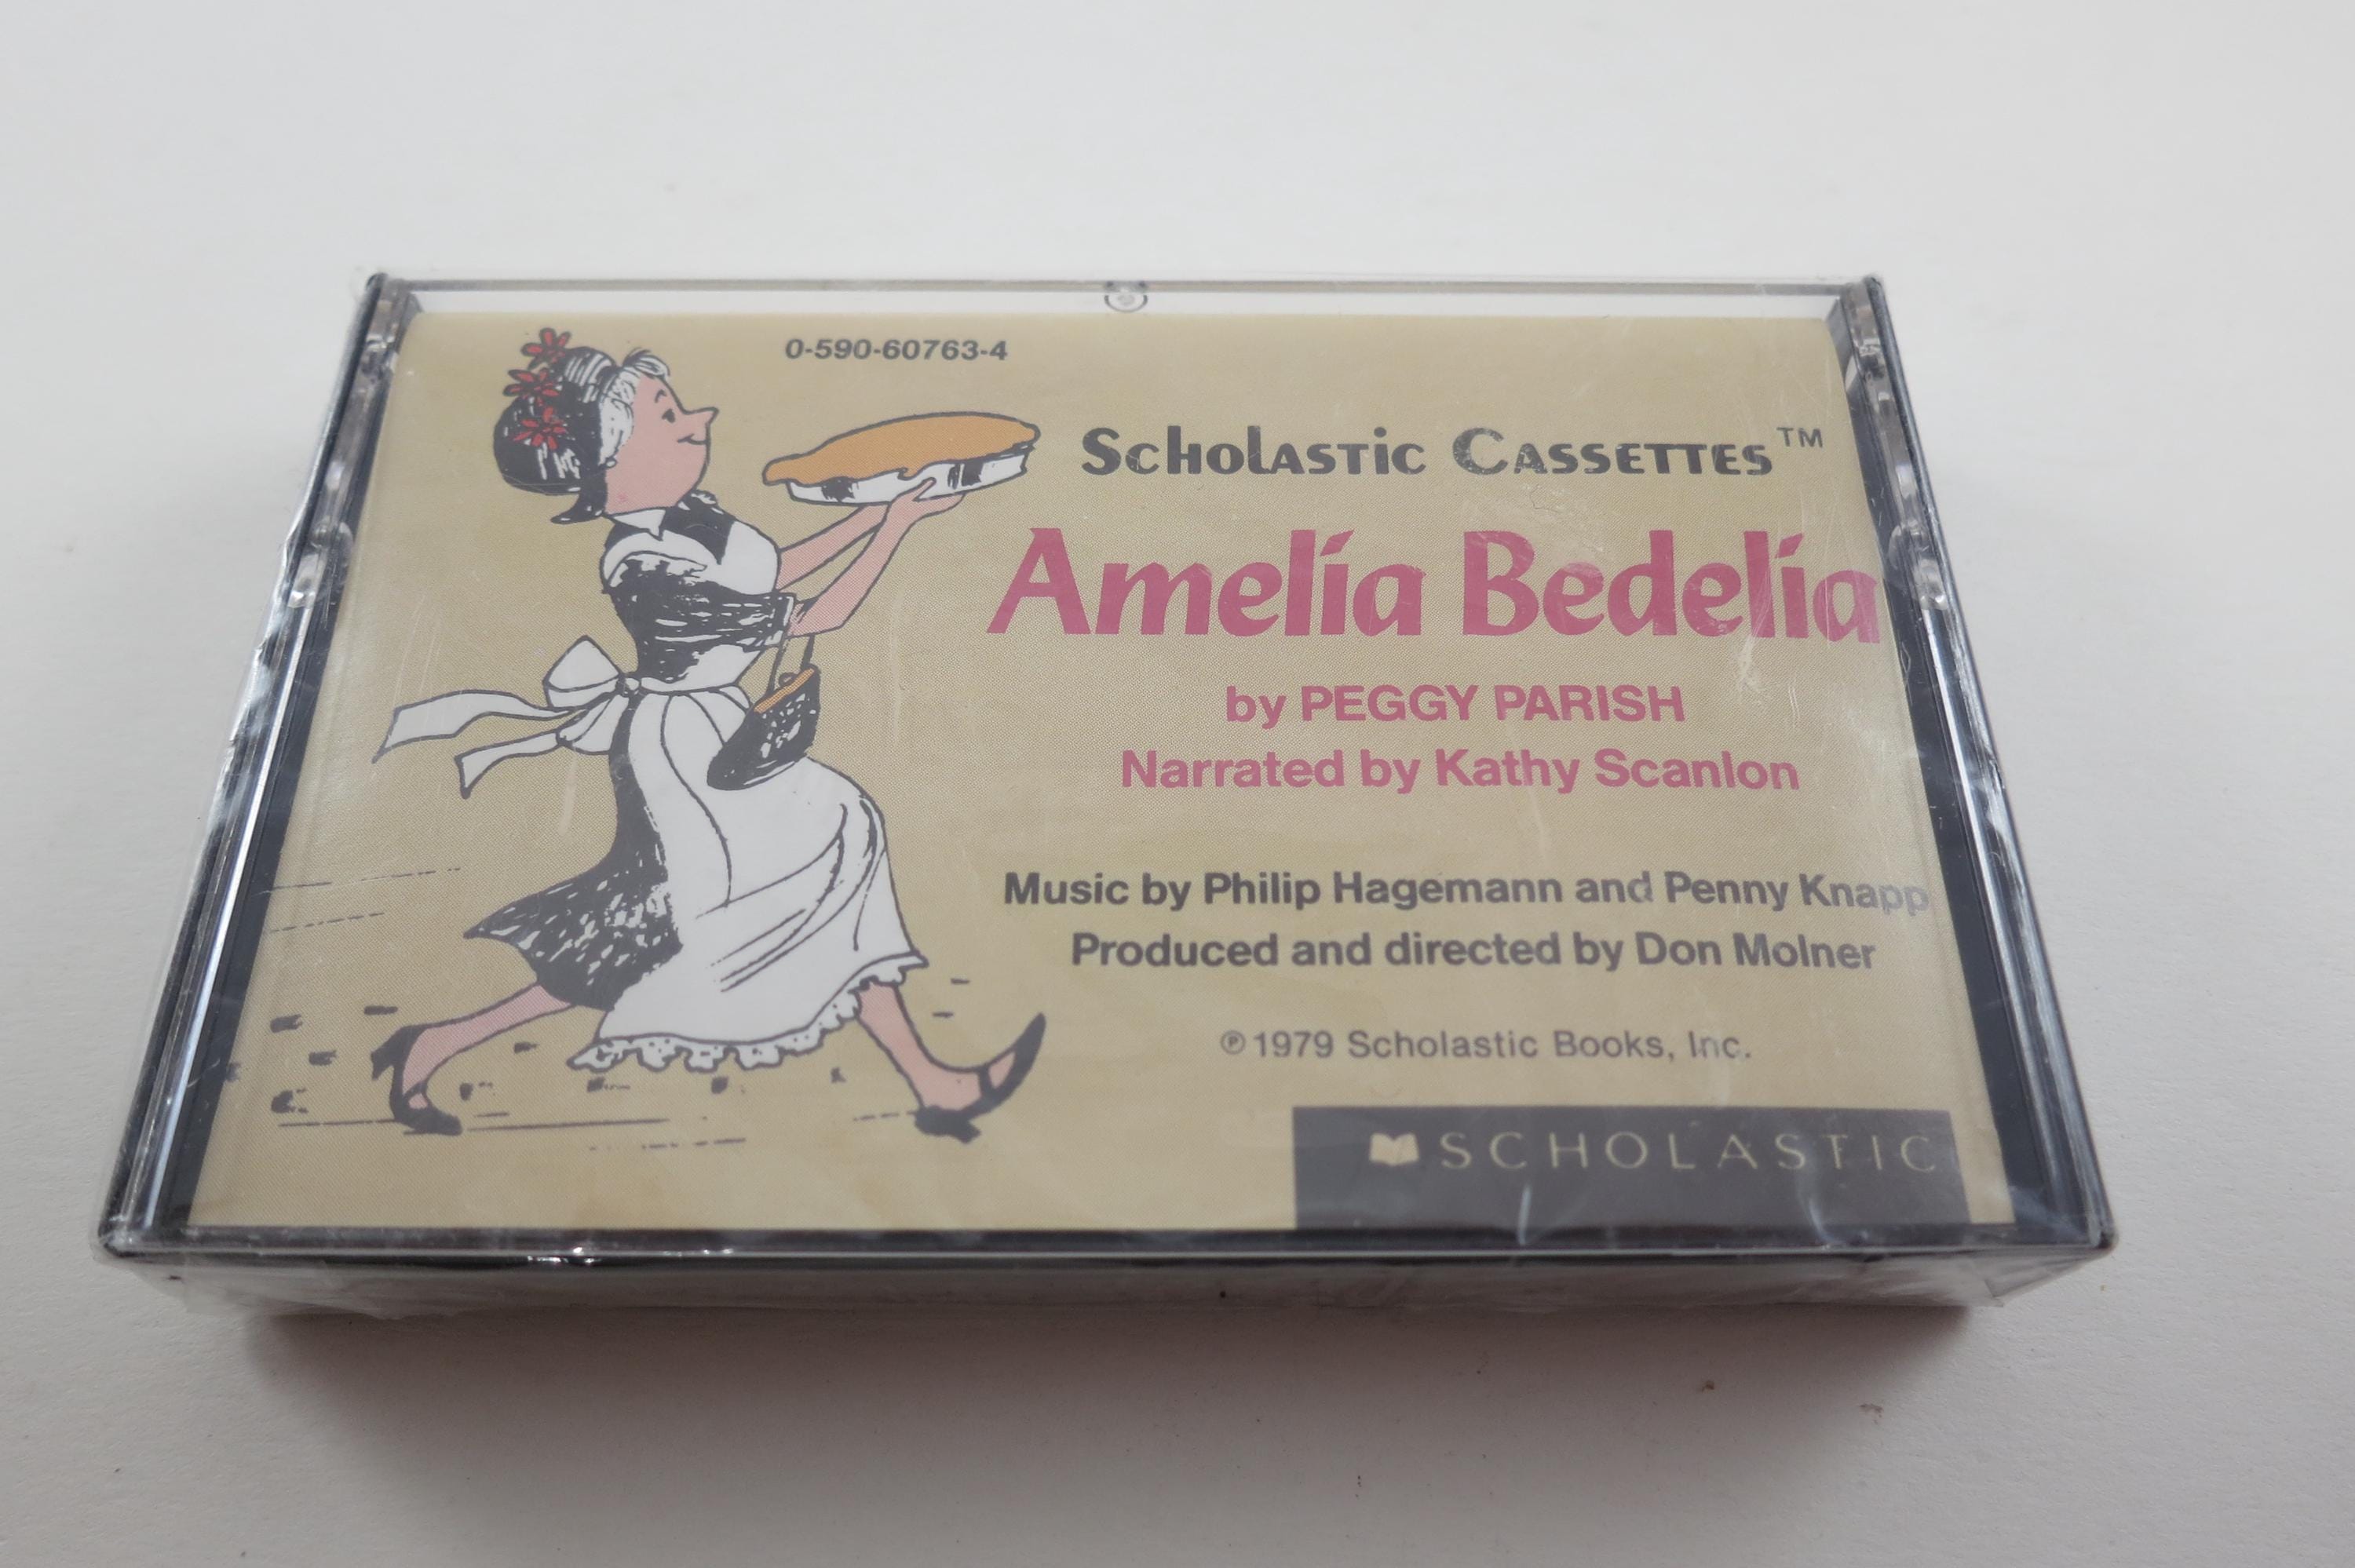 0-590-60763-4
Scholastic Cassettes™
Amelia Bedelia
by PEGGY PARISH
Narrated by Kathy Scanlon
Music by Philip Hagemann and Penny Knapp
Produced and directed by Don Molner
℗1979 Scholastic Books, Inc.
SCHOLASTIC